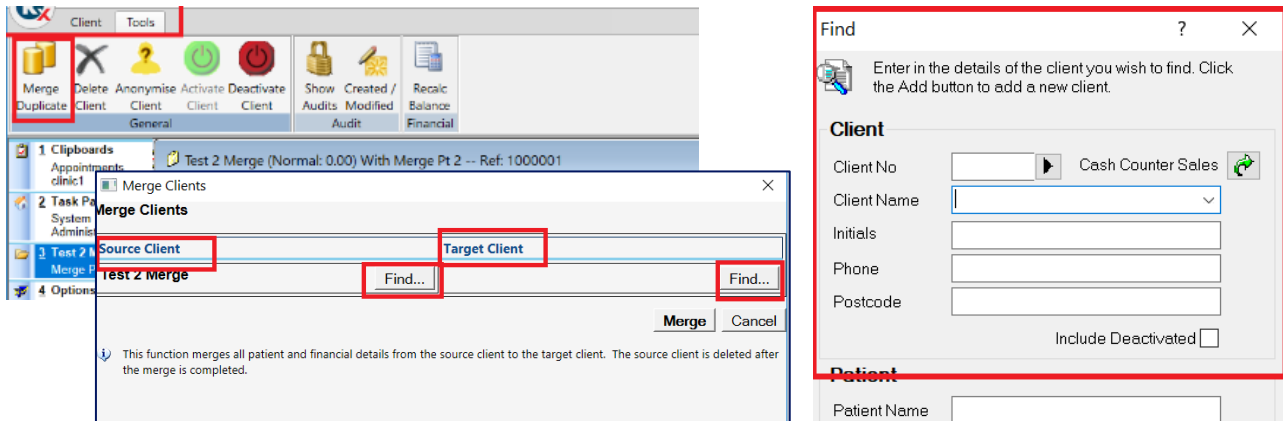 Client Tools
Merge Duplicate
Delete Client
Anonymise Client
Activate Client
Deactivate Client
Show Audits
Created / Modified
Recalc Balance
General Audit Financial
1 Clipboards
Appointments
clinic1
2 Task Pa
System
Administ
3 Test 2 M
Merge P
4 Options
Test 2 Merge (Normal: 0.00) With Merge Pt 2 -- Ref: 1000001
Merge Clients
Merge Clients
Source Client Target Client
Test 2 Merge Find... Find...
Merge Cancel
This function merges all patient and financial details from the source client to the target client. The source client is deleted after
the merge is completed.
Find ?
Enter in the details of the client you wish to find. Click
the Add button to add a new client.
Client
Client No Cash Counter Sales
Client Name
Initials
Phone
Postcode
Include Deactivated
Patient
Patient Name